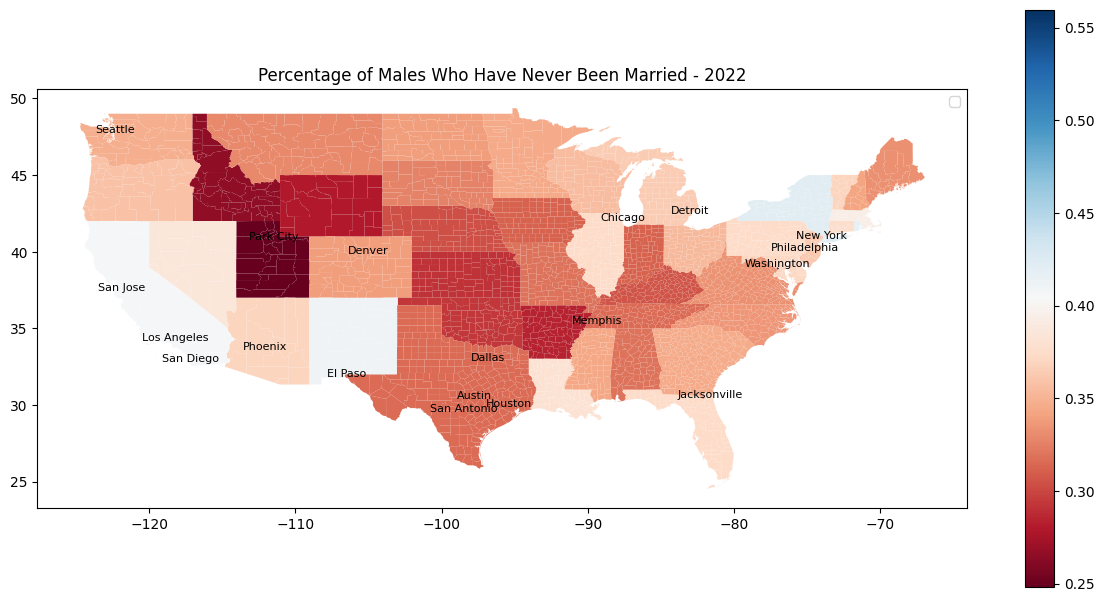 Percentage of Males Who Have Never Been Married - 2022
50
45
40
35
30
25
−120
−110
−100
−90
−80
−70
Seattle
Chicago
Detroit
Park City
Denver
New York
Philadelphia
Washington
San Jose
Los Angeles
San Diego
Phoenix
El Paso
Memphis
Dallas
Austin
San Antonio
Houston
Jacksonville
0.55
0.50
0.45
0.40
0.35
0.30
0.25